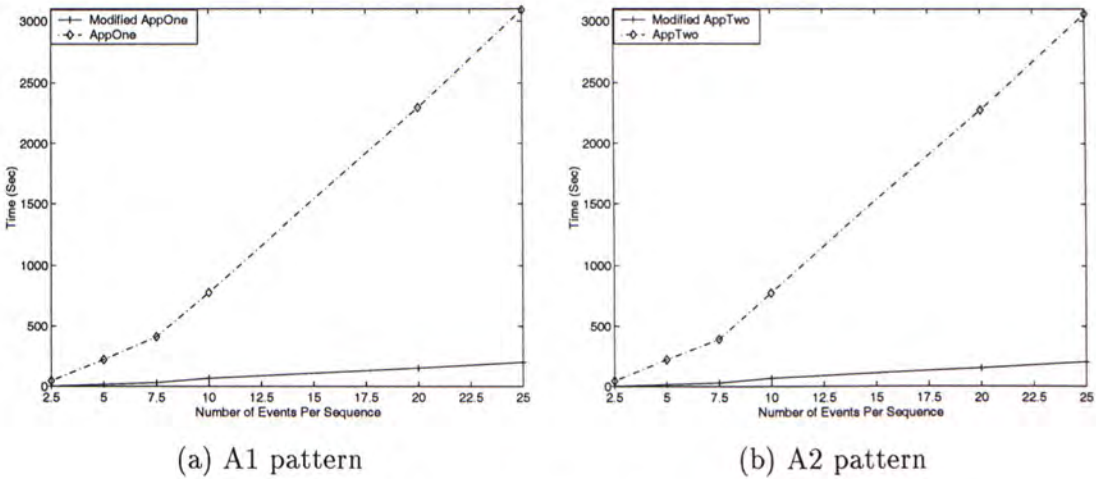 3000
2500
2000
1500
1000
500
0
Time (Sec)
Modified AppOne
AppOne
2.5 5 7.5 10 12.5 15 17.5 20 22.5 25
Number of Events Per Sequence
(a) A1 pattern
3000
2500
2000
1500
1000
500
0
Time (Sec)
Modified AppTwo
AppTwo
2.5 5 7.5 10 12.5 15 17.5 20 22.5 25
Number of Events Per Sequence
(b) A2 pattern